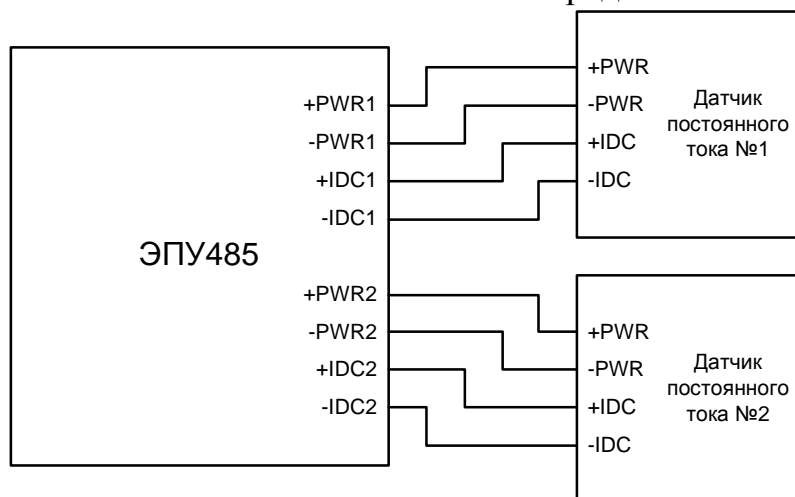 ЭПУ485
+PWR1
-PWR1
+IDC1
-IDC1
+PWR2
-PWR2
+IDC2
-IDC2
+PWR
-PWR
+IDC
-IDC
Датчик
постоянного
тока №1
+PWR
-PWR
+IDC
-IDC
Датчик
постоянного
тока №2